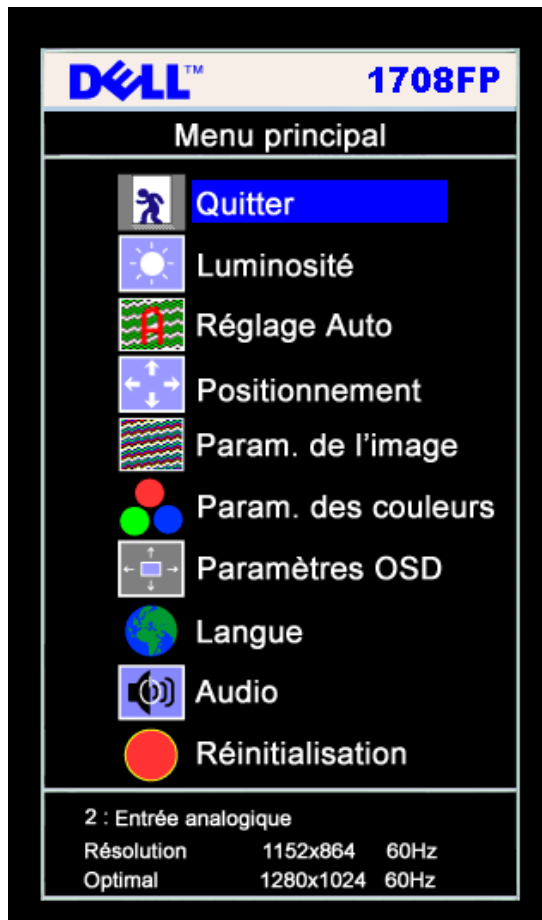 DELL™ 1708FP
Menu principal
Quitter
Luminosité
Réglage Auto
Positionnement
Param. de l'image
Param. des couleurs
Paramètres OSD
Langue
Audio
Réinitialisation
2 : Entrée analogique
Résolution 1152x864 60Hz
Optimal 1280x1024 60Hz